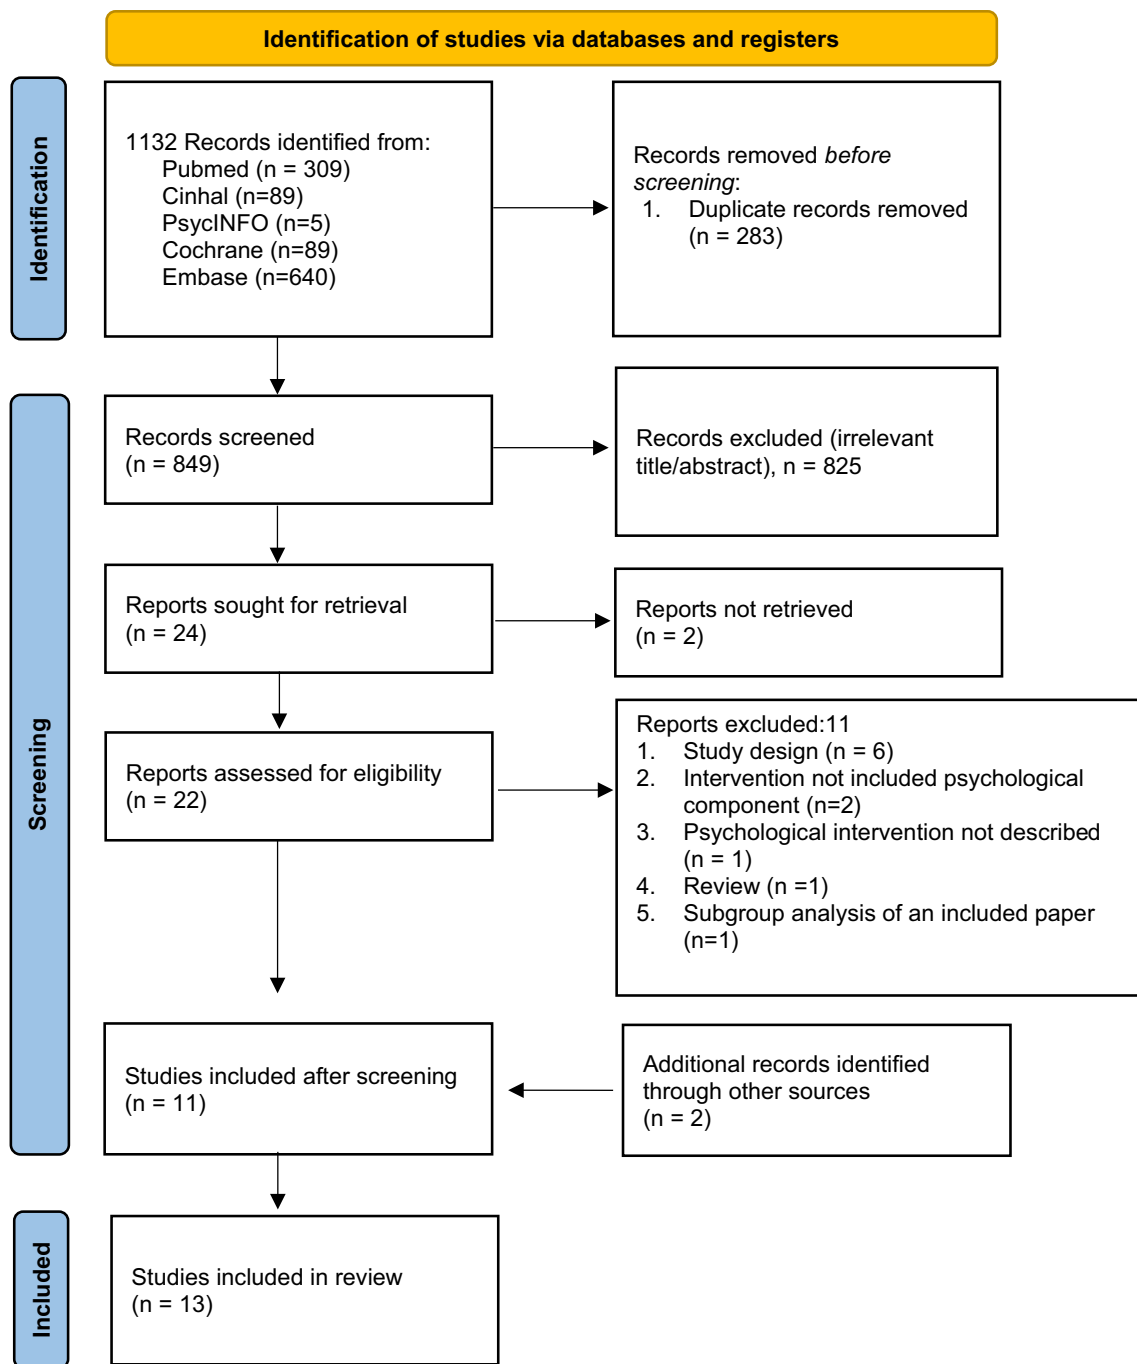 Identification of studies via databases and registers
Identification
1132 Records identified from:
Pubmed (n = 309)
Cinhal (n=89)
PsycINFO (n=5)
Cochrane (n=89)
Embase (n=640)
Records removed before
screening:
1. Duplicate records removed
(n = 283)
Screening
Records screened
(n = 849)
Records excluded (irrelevant
title/abstract), n = 825
Reports sought for retrieval
(n = 24)
Reports not retrieved
(n = 2)
Reports assessed for eligibility
(n = 22)
Reports excluded:11
1. Study design (n = 6)
2. Intervention not included psychological
component (n=2)
3. Psychological intervention not described
(n = 1)
4. Review (n =1)
5. Subgroup analysis of an included paper
(n=1)
Studies included after screening
(n = 11)
Additional records identified
through other sources
(n = 2)
Included
Studies included in review
(n = 13)